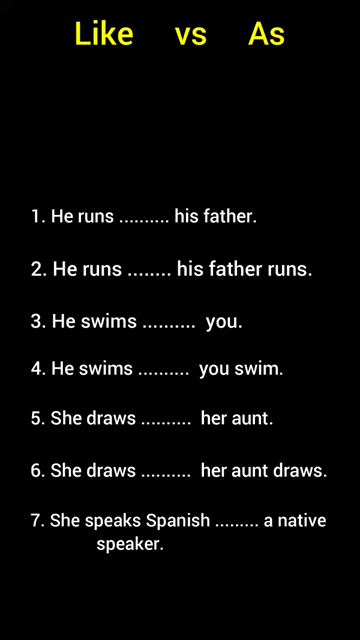 Like vs As
1. He runs .......... his father.
2. He runs ........ his father runs.
3. He swims .......... you.
4. He swims .......... you swim.
5. She draws .......... her aunt.
6. She draws .......... her aunt draws.
7. She speaks Spanish ......... a native
speaker.